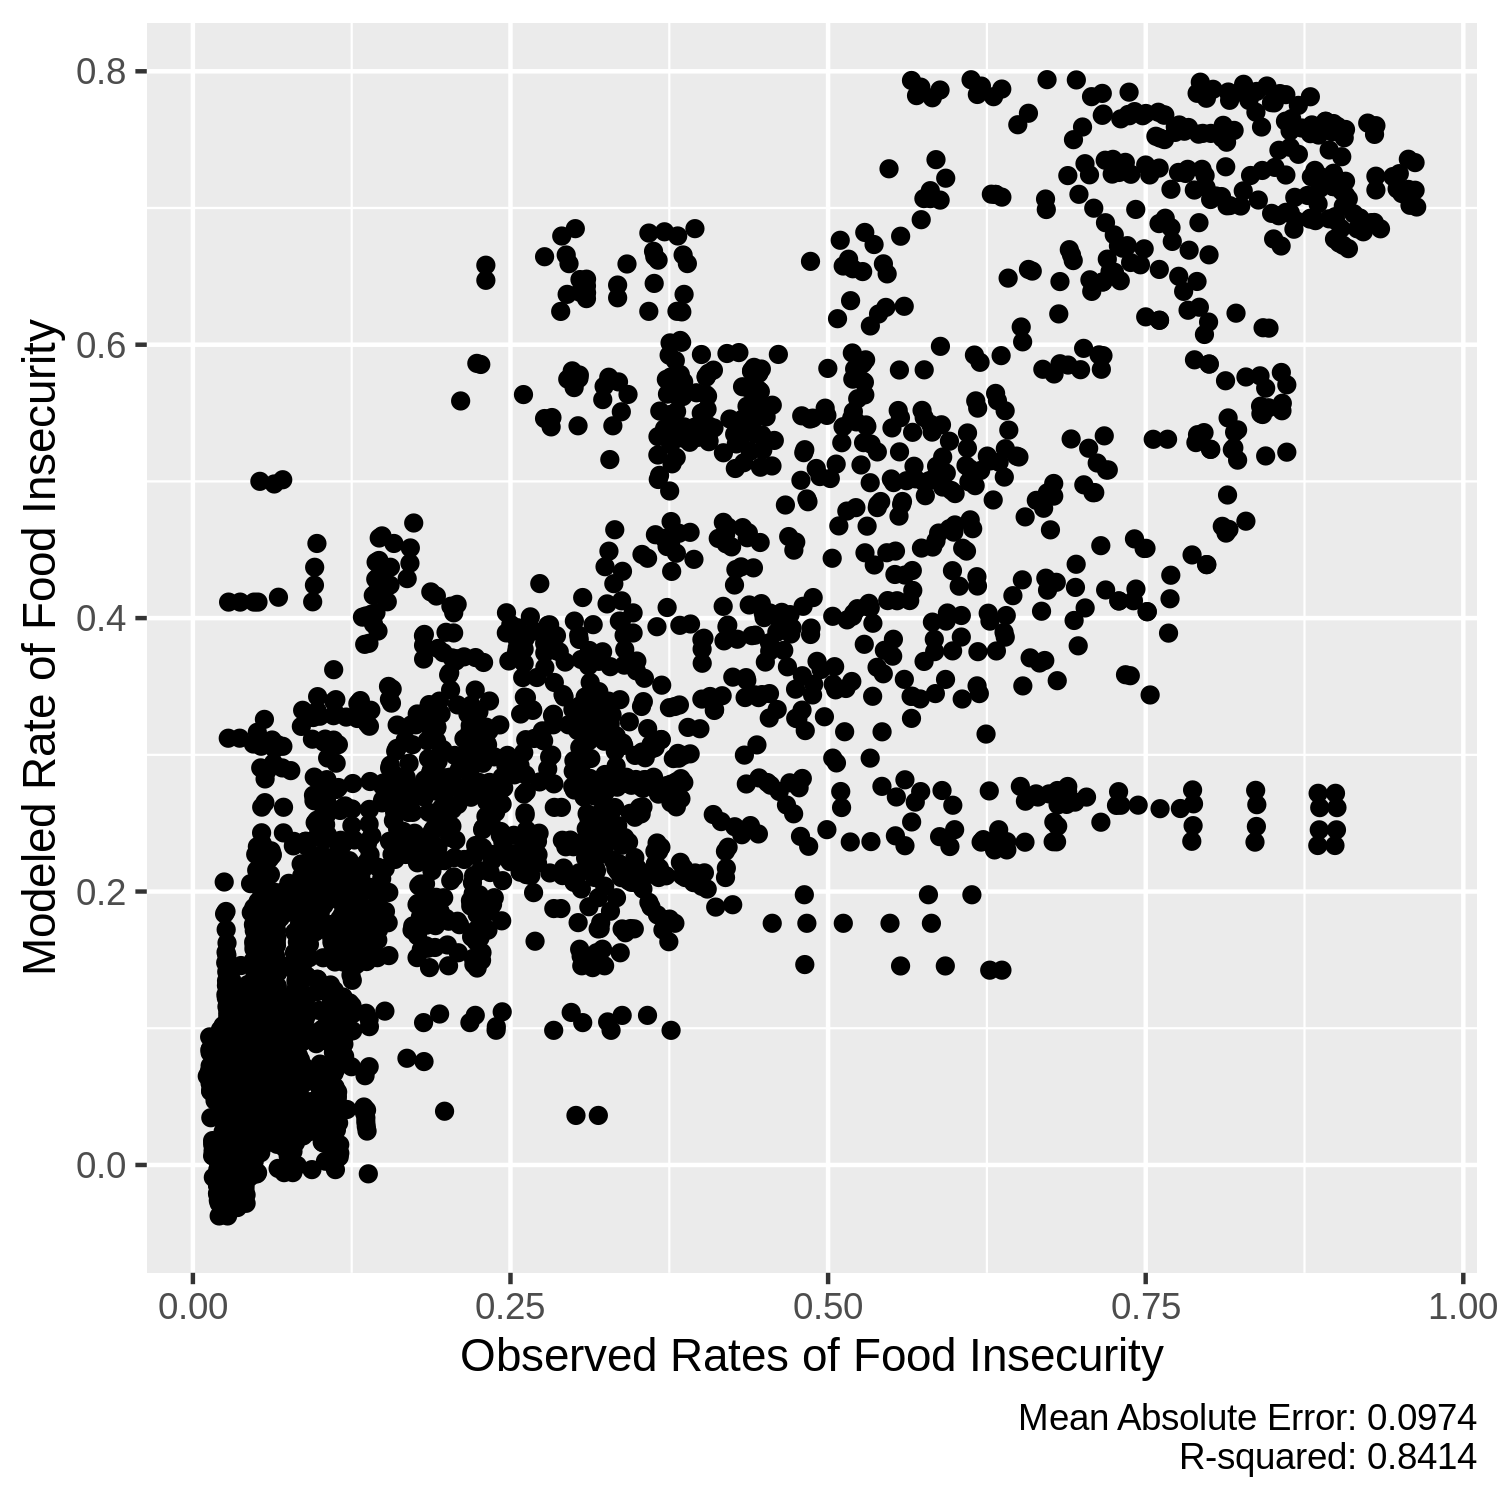 Modeled Rate of Food Insecurity
0.8
0.6
0.4
0.2
0.0
0.00 0.25 0.50 0.75 1.00
Observed Rates of Food Insecurity
Mean Absolute Error: 0.0974
R-squared: 0.8414